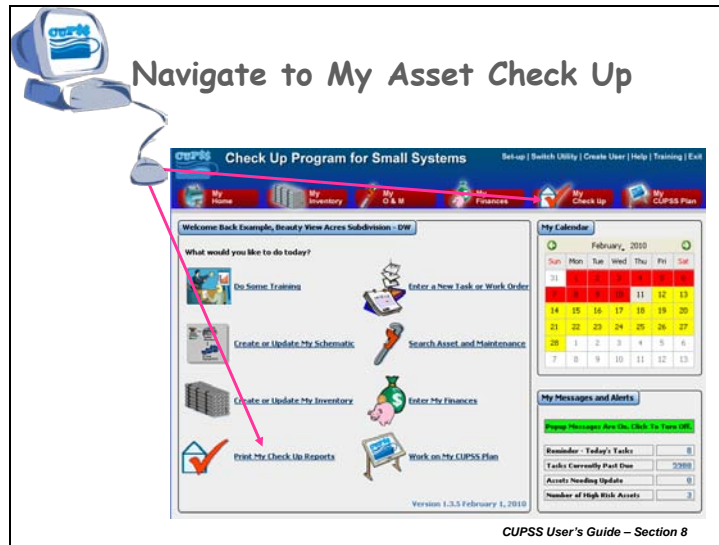 CUPSS
Navigate to My Asset Check Up
CUPSS Check Up Program for Small Systems Set-up | Switch Utility | Create User | Help | Training | Exit
My Home My Inventory My O & M My Finances My Check Up My CUPSS Plan
Welcome Back Example, Beauty View Acres Subdivision - DW
What would you like to do today?
Do Some Training Enter a New Task or Work Order
Create or Update My Schematic Search Asset and Maintenance
Create or Update My Inventory Enter My Finances
Print My Check Up Reports Work on My CUPSS Plan
Version 1.3.5 February 1, 2010
My Calendar
February, 2010
Sun Mon Tue Wed Thu Fri Sat
31 1 2 3 4 5 6
7 8 9 10 11 12 13
14 15 16 17 18 19 20
21 22 23 24 25 26 27
28 1 2 3 4 5 6
7 8 9 10 11 12 13
My Messages and Alerts
Popup Messages Are On. Click To Turn Off.
Reminder - Today's Tasks 0
Tasks Currently Past Due 2380
Assets Needing Update 0
Number of High Risk Assets 3
CUPSS User's Guide – Section 8